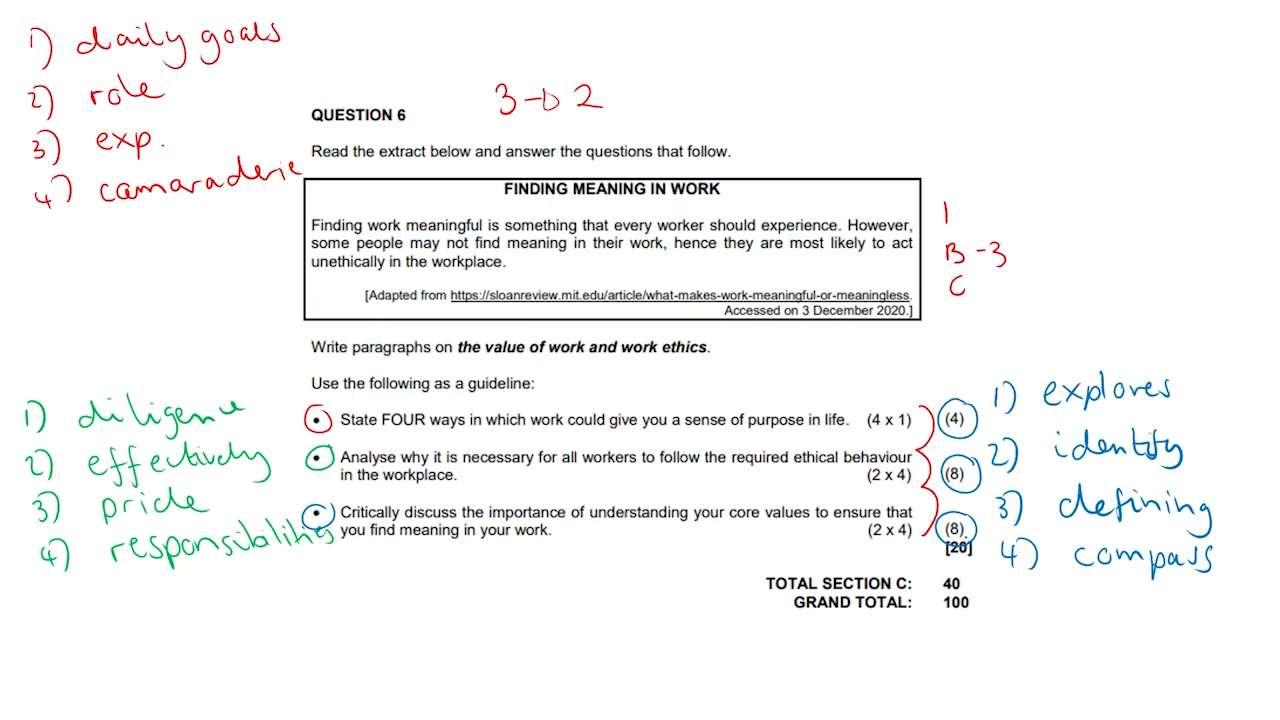 1) daily goals
2) role
3) exp.
4) camaraderie
3 → 2
QUESTION 6
Read the extract below and answer the questions that follow.
FINDING MEANING IN WORK
Finding work meaningful is something that every worker should experience. However,
some people may not find meaning in their work, hence they are most likely to act
unethically in the workplace.
[Adapted from https://sloanreview.mit.edu/article/what-makes-work-meaningful-or-meaningless.
Accessed on 3 December 2020.]
I
B - 3
C
Write paragraphs on the value of work and work ethics.
Use the following as a guideline:
• State FOUR ways in which work could give you a sense of purpose in life. (4 x 1) (4)
• Analyse why it is necessary for all workers to follow the required ethical behaviour
in the workplace. (2 x 4) (8)
• Critically discuss the importance of understanding your core values to ensure that
you find meaning in your work. (2 x 4) (8)
[20]
1) diligence
2) effectively
3) pride
4) responsibilities
1) explores
2) identify
3) defining
4) compass
TOTAL SECTION C: 40
GRAND TOTAL: 100